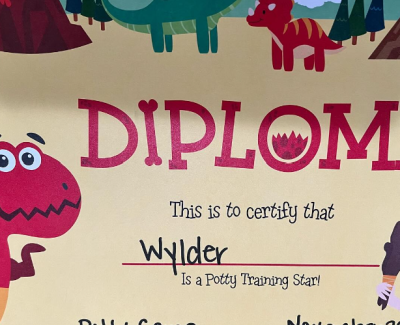 DIPLOM
This is to certify that
Wylder
Is a Potty Training Star!